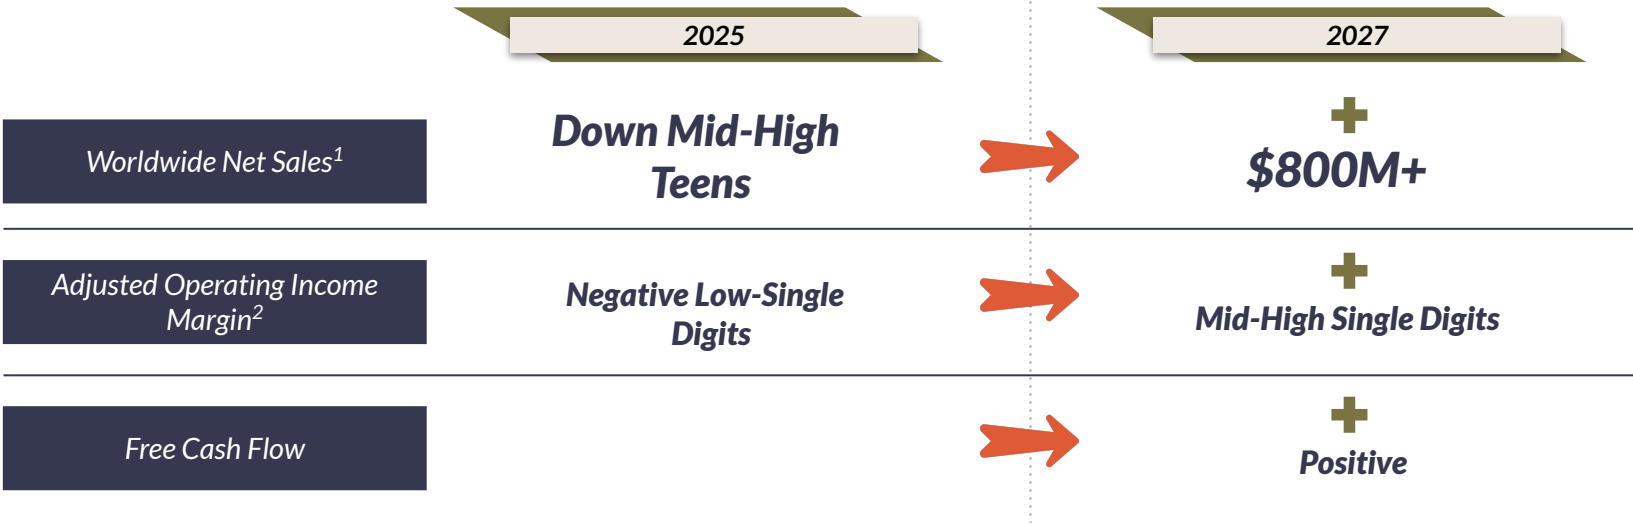 2025
2027
Worldwide Net Sales1
Down Mid-High
Teens
$800M+
Adjusted Operating Income
Margin2
Negative Low-Single
Digits
Mid-High Single Digits
Free Cash Flow
Positive